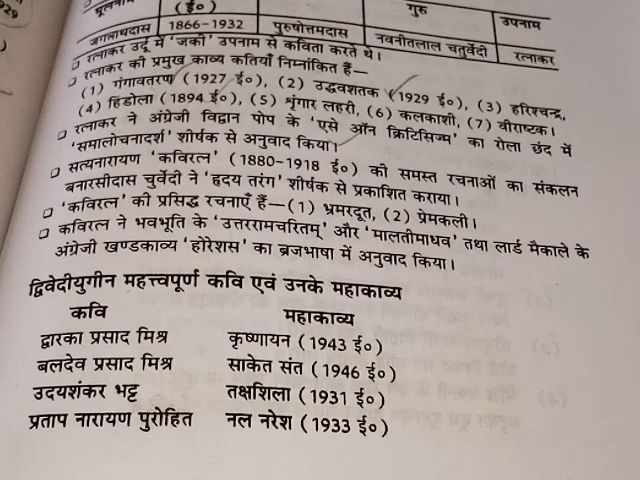 मूलनाम (ई०) गुरु उपनाम
जगन्नाथदास 1866-1932 पुरुषोत्तमदास नवनीतलाल चतुर्वेदी रत्नाकर
❑ रत्नाकर उर्दू में 'जकी' उपनाम से कविता करते थे।
❑ रत्नाकर की प्रमुख काव्य कतियाँ निम्नांकित हैं—
(1) गंगावतरण (1927 ई०), (2) उद्धवशतक (1929 ई०), (3) हरिश्चन्द्र,
(4) हिंडोला (1894 ई०), (5) शृंगार लहरी, (6) कलकाशी, (7) वीराष्टक।
❑ रत्नाकर ने अंग्रेजी विद्वान पोप के 'एसे ऑन क्रिटिसिज्म' का रोला छंद में
'समालोचनादर्श' शीर्षक से अनुवाद किया।
❑ सत्यनारायण 'कविरत्न' (1880-1918 ई०) की समस्त रचनाओं का संकलन
बनारसीदास चुर्वेदी ने 'हृदय तरंग' शीर्षक से प्रकाशित कराया।
❑ 'कविरत्न' की प्रसिद्ध रचनाएँ हैं—(1) भ्रमरदूत, (2) प्रेमकली।
❑ कविरत्न ने भवभूति के 'उत्तररामचरितम्' और 'मालतीमाधव' तथा लार्ड मैकाले के
अंग्रेजी खण्डकाव्य 'होरेशस' का ब्रजभाषा में अनुवाद किया।
द्विवेदीयुगीन महत्त्वपूर्ण कवि एवं उनके महाकाव्य
कवि महाकाव्य
द्वारका प्रसाद मिश्र कृष्णायन (1943 ई०)
बलदेव प्रसाद मिश्र साकेत संत (1946 ई०)
उदयशंकर भट्ट तक्षशिला (1931 ई०)
प्रताप नारायण पुरोहित नल नरेश (1933 ई०)